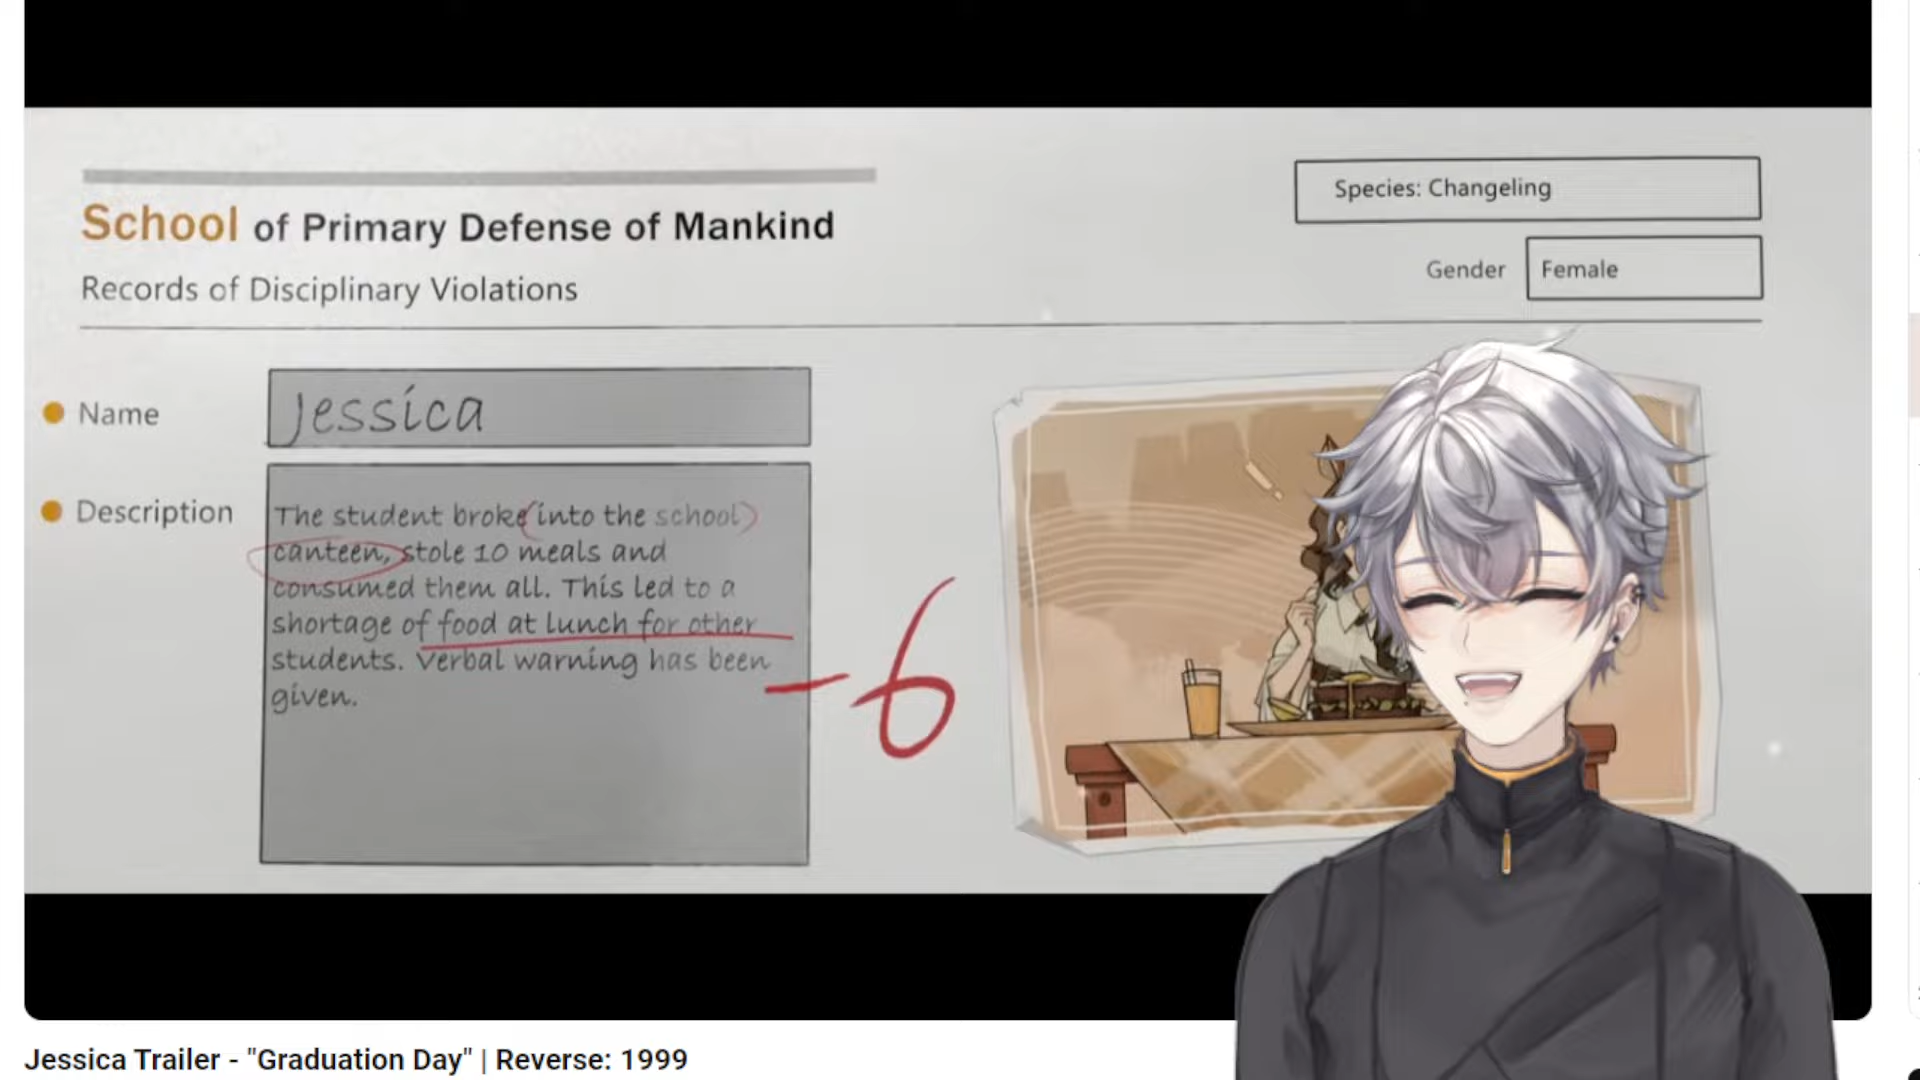 School of Primary Defense of Mankind
Records of Disciplinary Violations
Species: Changeling
Gender Female
Name Jessica
Description
The student broke into the school
canteen, stole 10 meals and
consumed them all. This led to a
shortage of food at lunch for other
students. Verbal warning has been
given.
-6
Jessica Trailer - "Graduation Day" | Reverse: 1999